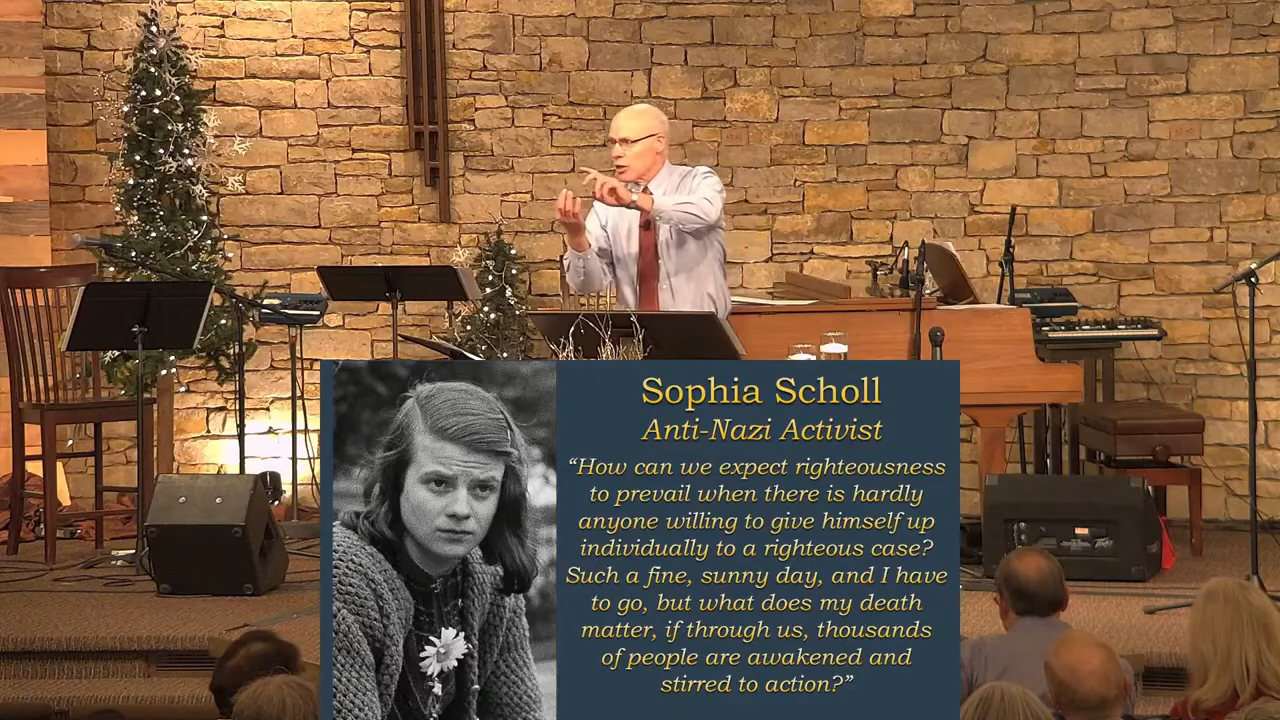 Sophia Scholl
Anti-Nazi Activist
“How can we expect righteousness
to prevail when there is hardly
anyone willing to give himself up
individually to a righteous case?
Such a fine, sunny day, and I have
to go, but what does my death
matter, if through us, thousands
of people are awakened and
stirred to action?”